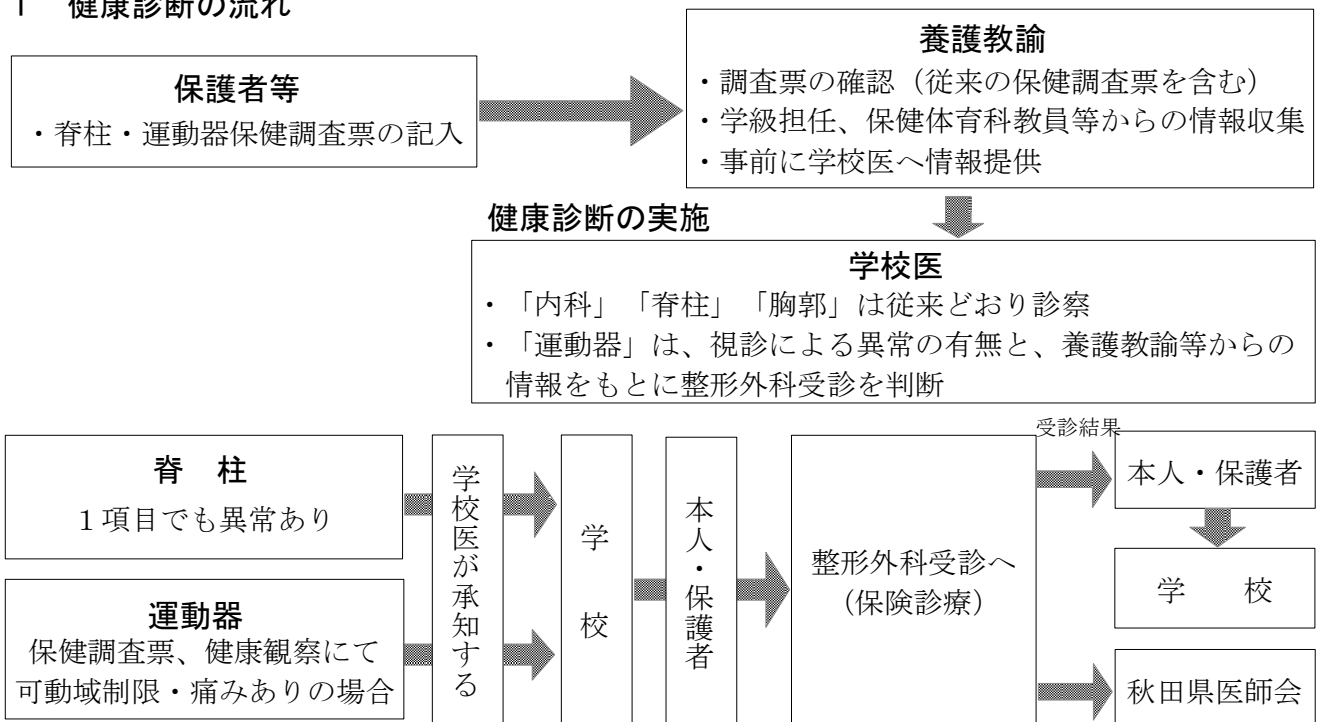 1　健康診断の流れ
保護者等
・脊柱・運動器保健調査票の記入
養護教諭
・調査票の確認（従来の保健調査票を含む）
・学級担任、保健体育科教員等からの情報収集
・事前に学校医へ情報提供
健康診断の実施
学校医
・「内科」「脊柱」「胸郭」は従来どおり診察
・「運動器」は、視診による異常の有無と、養護教諭等からの
情報をもとに整形外科受診を判断
脊　柱
１項目でも異常あり
運動器
保健調査票、健康観察にて
可動域制限・痛みありの場合
学校医が承知する
学　校
本人・保護者
整形外科受診へ
（保険診療）
受診結果
本人・保護者
学　　校
秋田県医師会